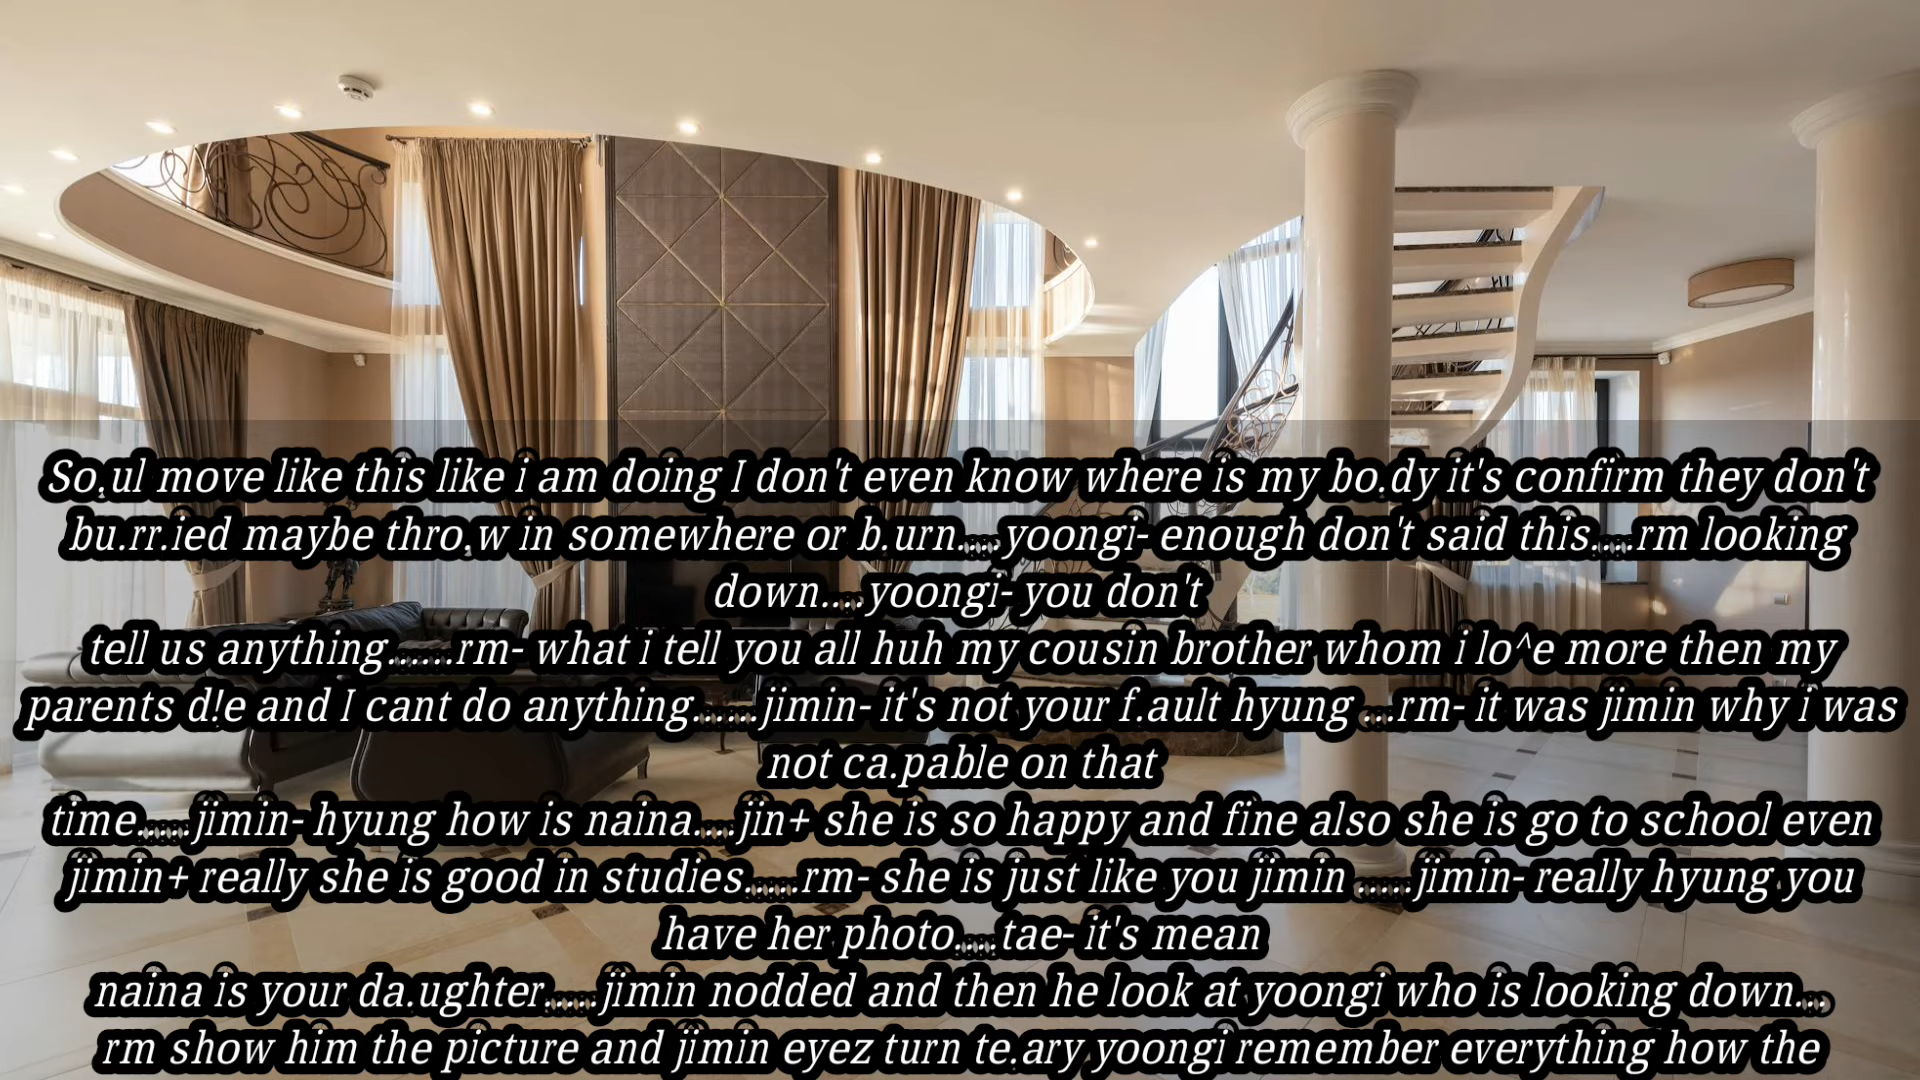 So.ul move like this like i am doing I don't even know where is my bo.dy it's confirm they don't
bu.rr.ied maybe thro.w in somewhere or b.urn.....yoongi- enough don't said this.....rm looking
down.....yoongi- you don't
tell us anything.......rm- what i tell you all huh my cousin brother whom i lo^e more then my
parents d!e and I cant do anything.......jimin- it's not your f.ault hyung ....rm- it was jimin why i was
not ca.pable on that
time......jimin- hyung how is naina.....jin+ she is so happy and fine also she is go to school even
jimin+ really she is good in studies......rm- she is just like you jimin ......jimin- really hyung you
have her photo.....tae- it's mean
naina is your da.ughter......jimin nodded and then he look at yoongi who is looking down....
rm show him the picture and jimin eyez turn te.ary yoongi remember everything how the